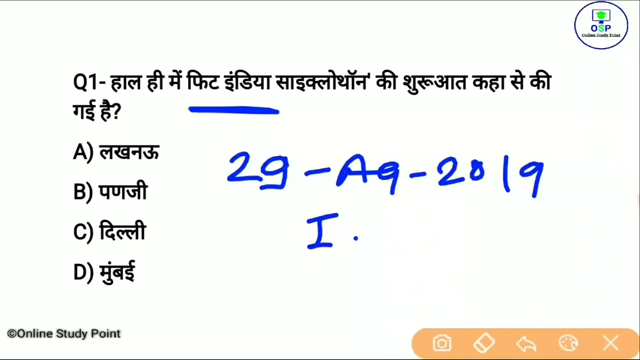 OSP
Online Study Point
Q1- हाल ही में फिट इंडिया साइक्लोथॉन' की शुरूआत कहा से की
गई है?
A) लखनऊ
B) पणजी
C) दिल्ली
D) मुंबई
29-Ag-2019
I.
©Online Study Point